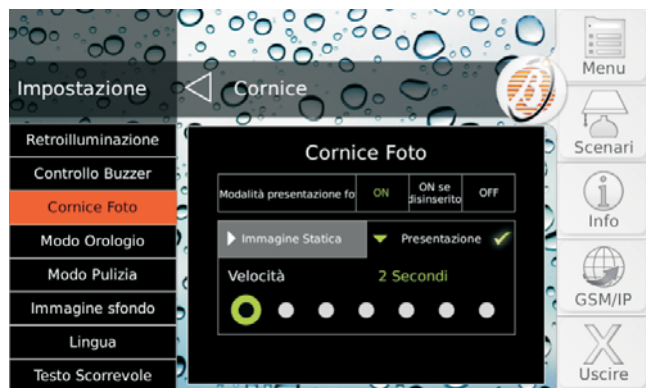 Impostazione
Cornice
Retroilluminazione
Controllo Buzzer
Cornice Foto
Modo Orologio
Modo Pulizia
Immagine sfondo
Lingua
Testo Scorrevole
Cornice Foto
Modalità presentazione fo
ON
ON se
disinserito
OFF
Immagine Statica
Presentazione
Velocità
2 Secondi
Menu
Scenari
Info
GSM/IP
Uscire